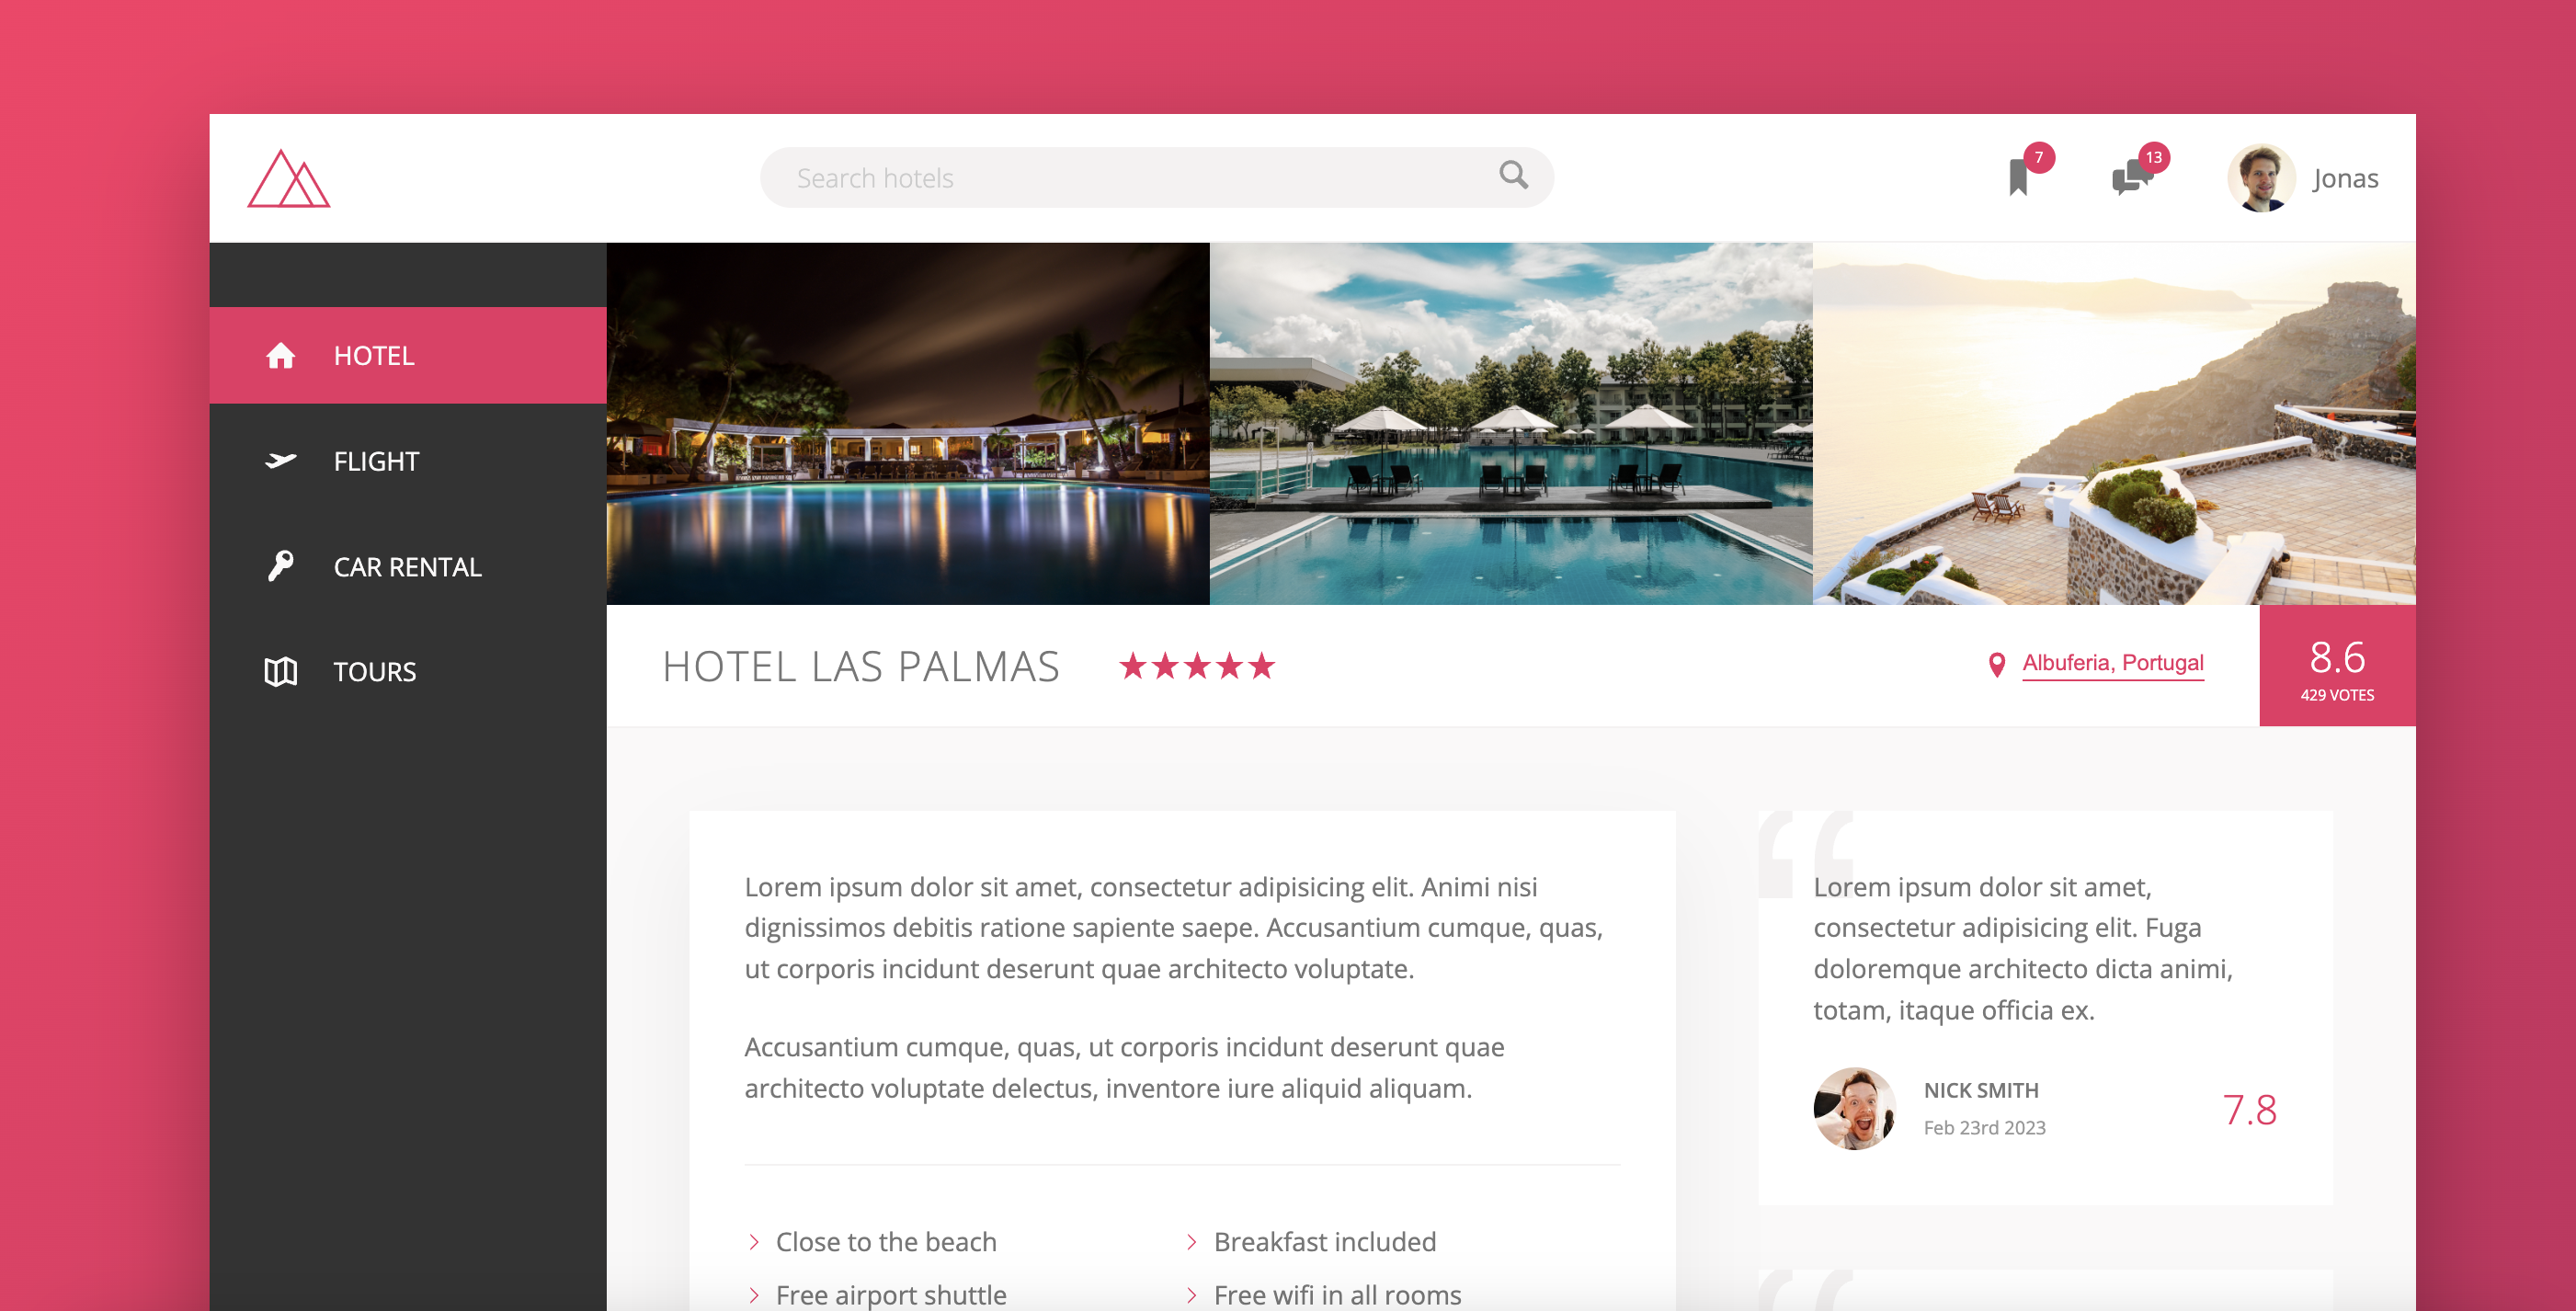 Search hotels
7
13
Jonas
HOTEL
FLIGHT
CAR RENTAL
TOURS
HOTEL LAS PALMAS
Albuferia, Portugal
8.6
429 VOTES
Lorem ipsum dolor sit amet, consectetur adipisicing elit. Animi nisi
dignissimos debitis ratione sapiente saepe. Accusantium cumque, quas,
ut corporis incidunt deserunt quae architecto voluptate.
Accusantium cumque, quas, ut corporis incidunt deserunt quae
architecto voluptate delectus, inventore iure aliquid aliquam.
Close to the beach
Breakfast included
Free airport shuttle
Free wifi in all rooms
“
Lorem ipsum dolor sit amet,
consectetur adipisicing elit. Fuga
doloremque architecto dicta animi,
totam, itaque officia ex.
NICK SMITH
Feb 23rd 2023
7.8
“